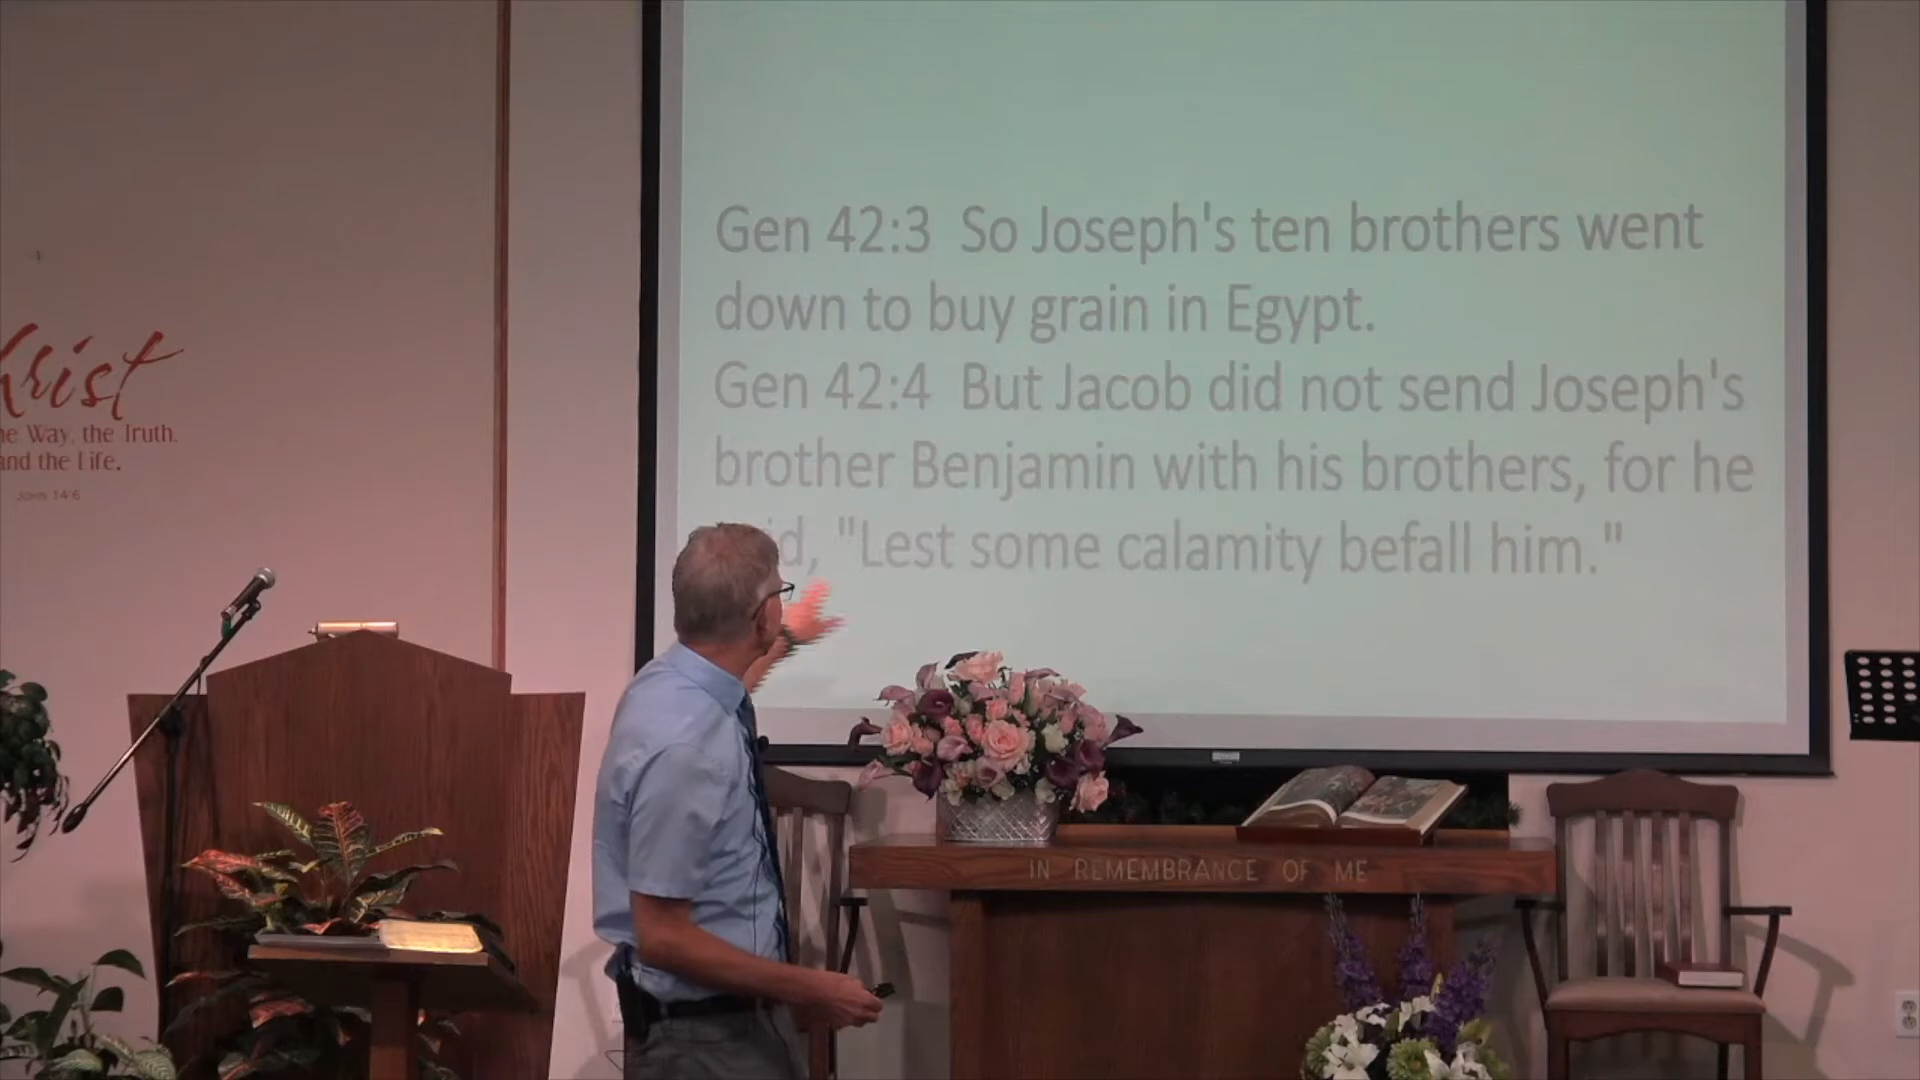 Gen 42:3 So Joseph's ten brothers went
down to buy grain in Egypt.
Gen 42:4 But Jacob did not send Joseph's
brother Benjamin with his brothers, for he
"Lest some calamity befall him."
the Way, the Truth,
and the Life.
John 14:6
IN REMEMBRANCE OF ME